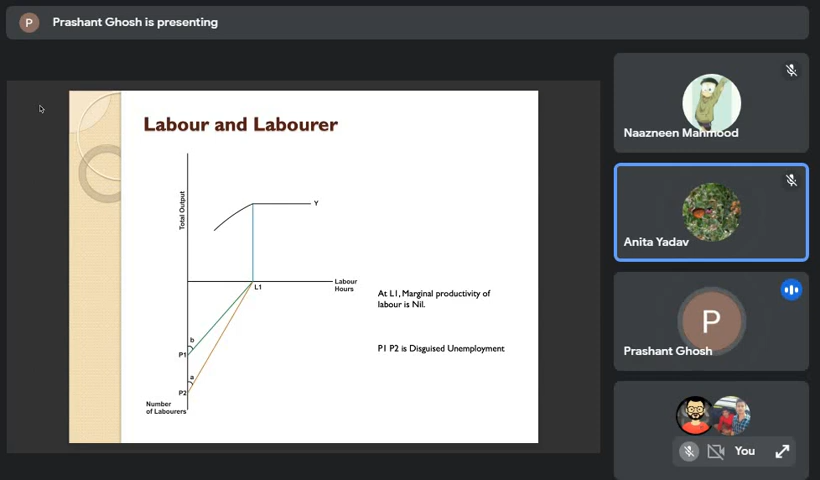 P
Prashant Ghosh is presenting
Labour and Labourer
Total Output
Y
Labour
Hours
L1
At L1, Marginal productivity of
labour is Nil.
b
P1
P1 P2 is Disguised Unemployment
a
P2
Number
of Labourers
Naazneen Mahmood
Anita Yadav
P
Prashant Ghosh
You